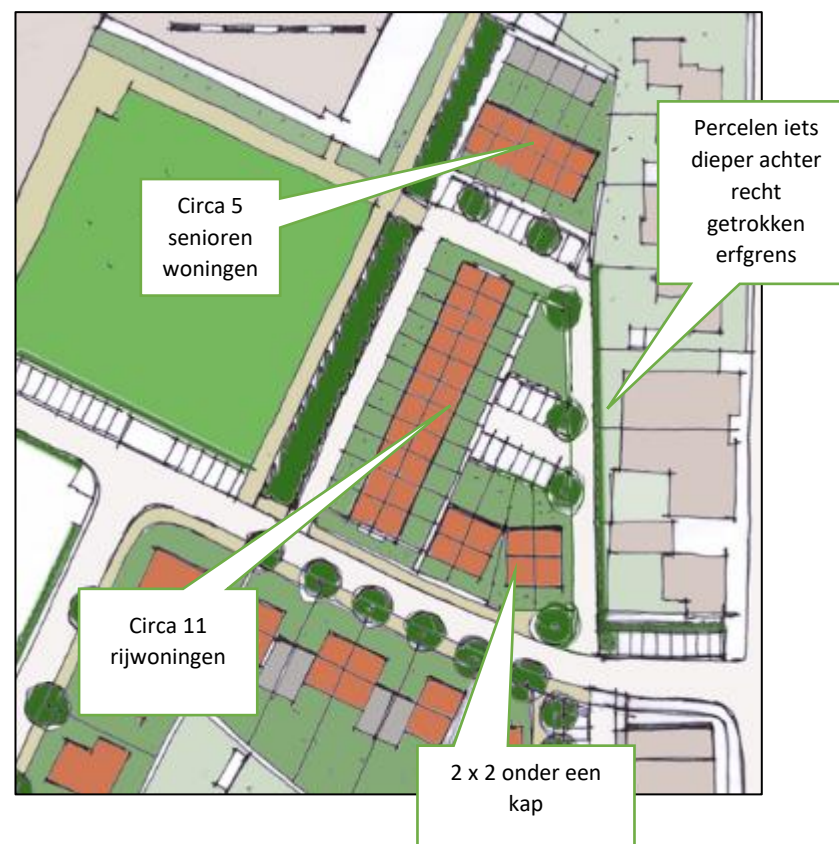 Percelen iets
dieper achter
recht
getrokken
erfgrens
Circa 5
senioren
woningen
Circa 11
rijwoningen
2 x 2 onder een
kap